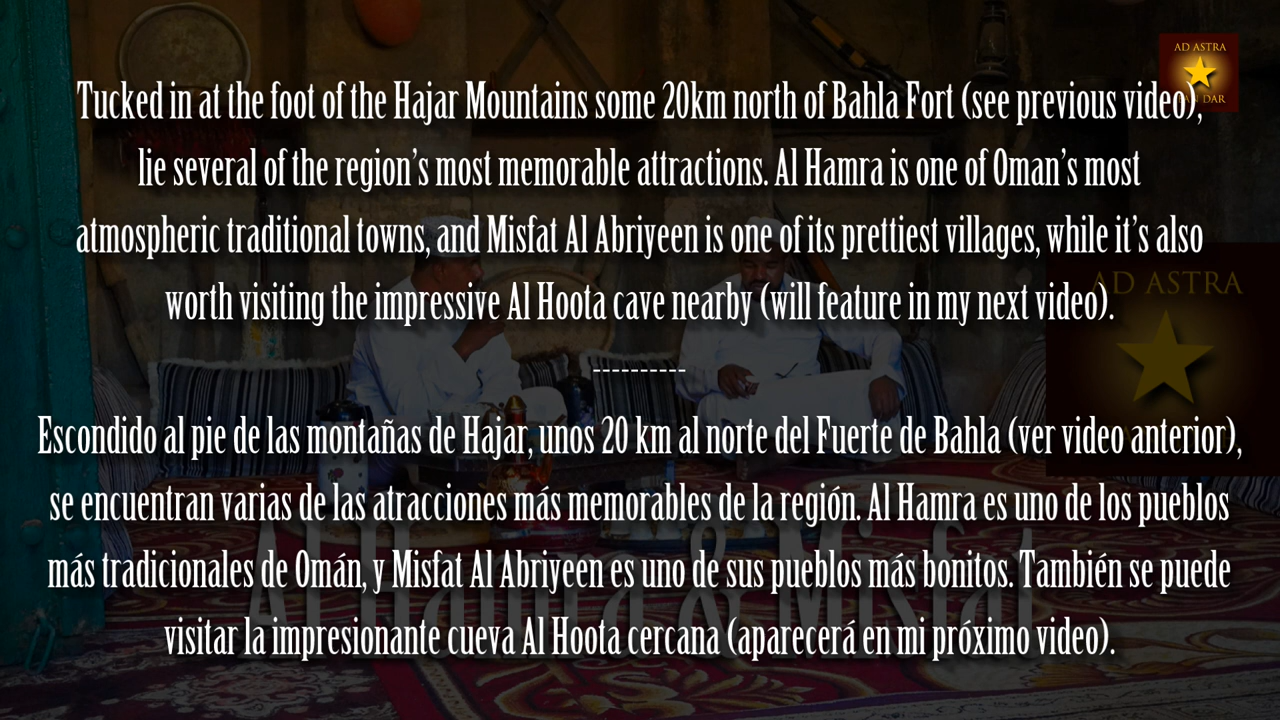 AD ASTRA
Tucked in at the foot of the Hajar Mountains some 20km north of Bahla Fort (see previous video),
lie several of the region's most memorable attractions. Al Hamra is one of Oman's most
atmospheric traditional towns, and Misfat Al Abriyeen is one of its prettiest villages, while it's also
worth visiting the impressive Al Hoota cave nearby (will feature in my next video).
AD ASTRA
----------
Escondido al pie de las montañas de Hajar, unos 20 km al norte del Fuerte de Bahla (ver video anterior),
se encuentran varias de las atracciones más memorables de la región. Al Hamra es uno de los pueblos
más tradicionales de Omán, y Misfat Al Abriyeen es uno de sus pueblos más bonitos. También se puede
visitar la impresionante cueva Al Hoota cercana (aparecerá en mi próximo video).
Al Hamra & Misfat